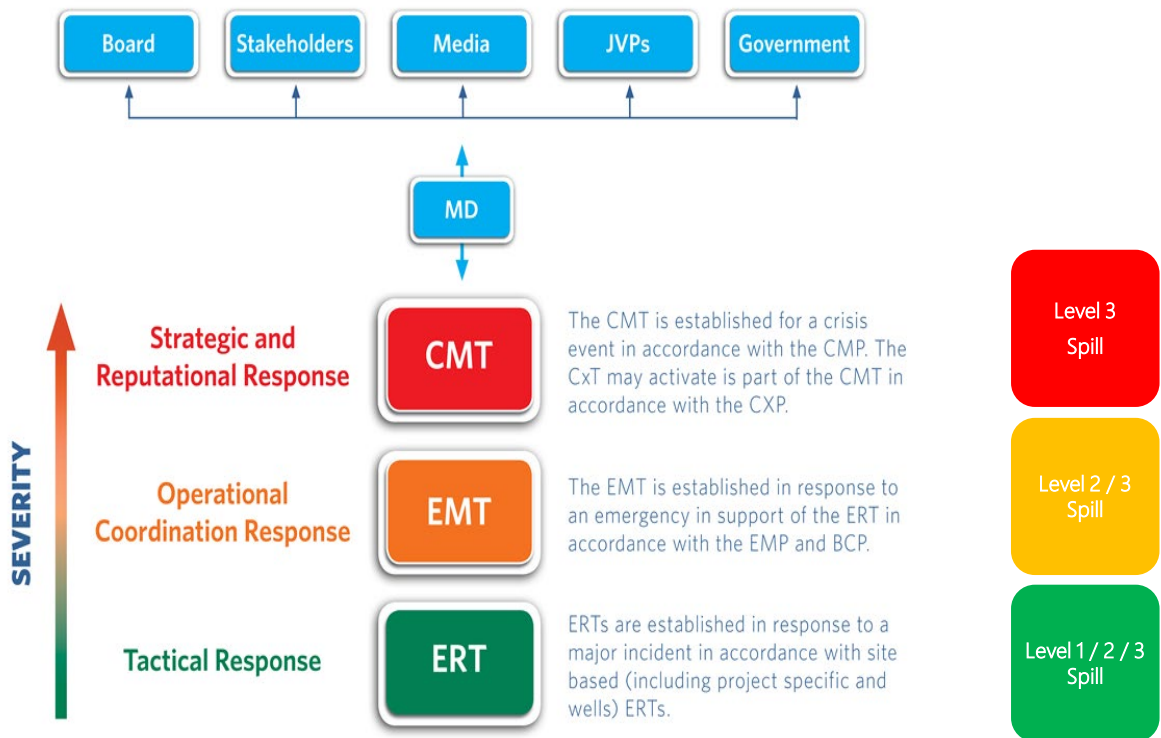 Board
Stakeholders
Media
JVPs
Government
MD
SEVERITY
Strategic and
Reputational Response
CMT
The CMT is established for a crisis
event in accordance with the CMP. The
CxT may activate is part of the CMT in
accordance with the CXP.
Level 3
Spill
Operational
Coordination Response
EMT
The EMT is established in response to
an emergency in support of the ERT in
accordance with the EMP and BCP.
Level 2 / 3
Spill
Tactical Response
ERT
ERTs are established in response to a
major incident in accordance with site
based (including project specific and
wells) ERTs.
Level 1 / 2 / 3
Spill